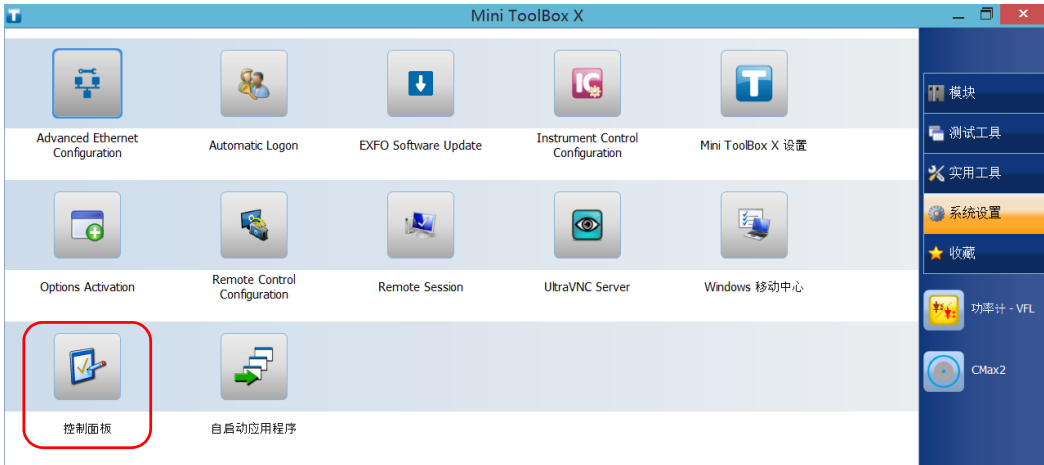 Mini ToolBox X
Advanced Ethernet
Configuration
Automatic Logon
EXFO Software Update
Instrument Control
Configuration
Mini ToolBox X 设置
Options Activation
Remote Control
Configuration
Remote Session
UltraVNC Server
Windows 移动中心
控制面板
自启动应用程序
模块
测试工具
实用工具
系统设置
收藏
功率计 - VFL
CMax2